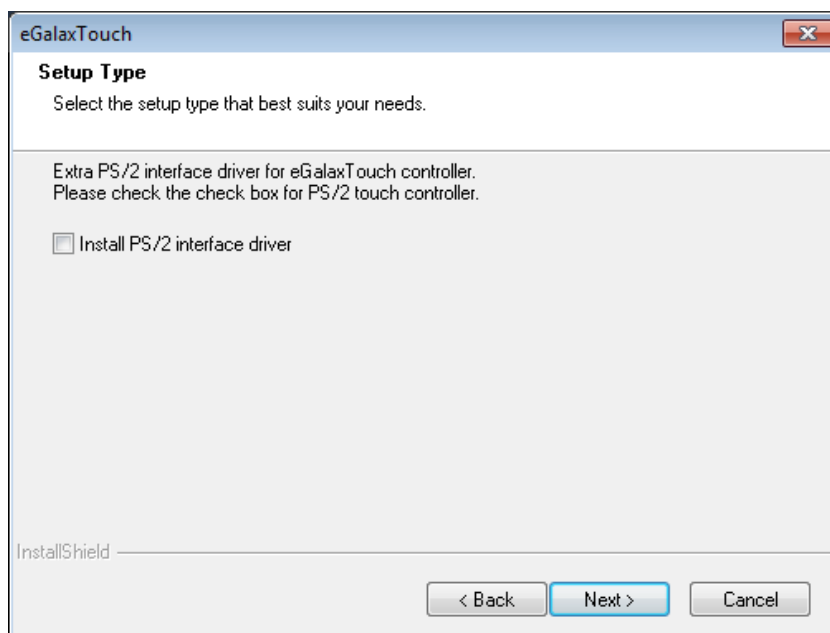 eGalaxTouch
Setup Type
Select the setup type that best suits your needs.
Extra PS/2 interface driver for eGalaxTouch controller.
Please check the check box for PS/2 touch controller.
Install PS/2 interface driver
InstallShield
< Back
Next >
Cancel